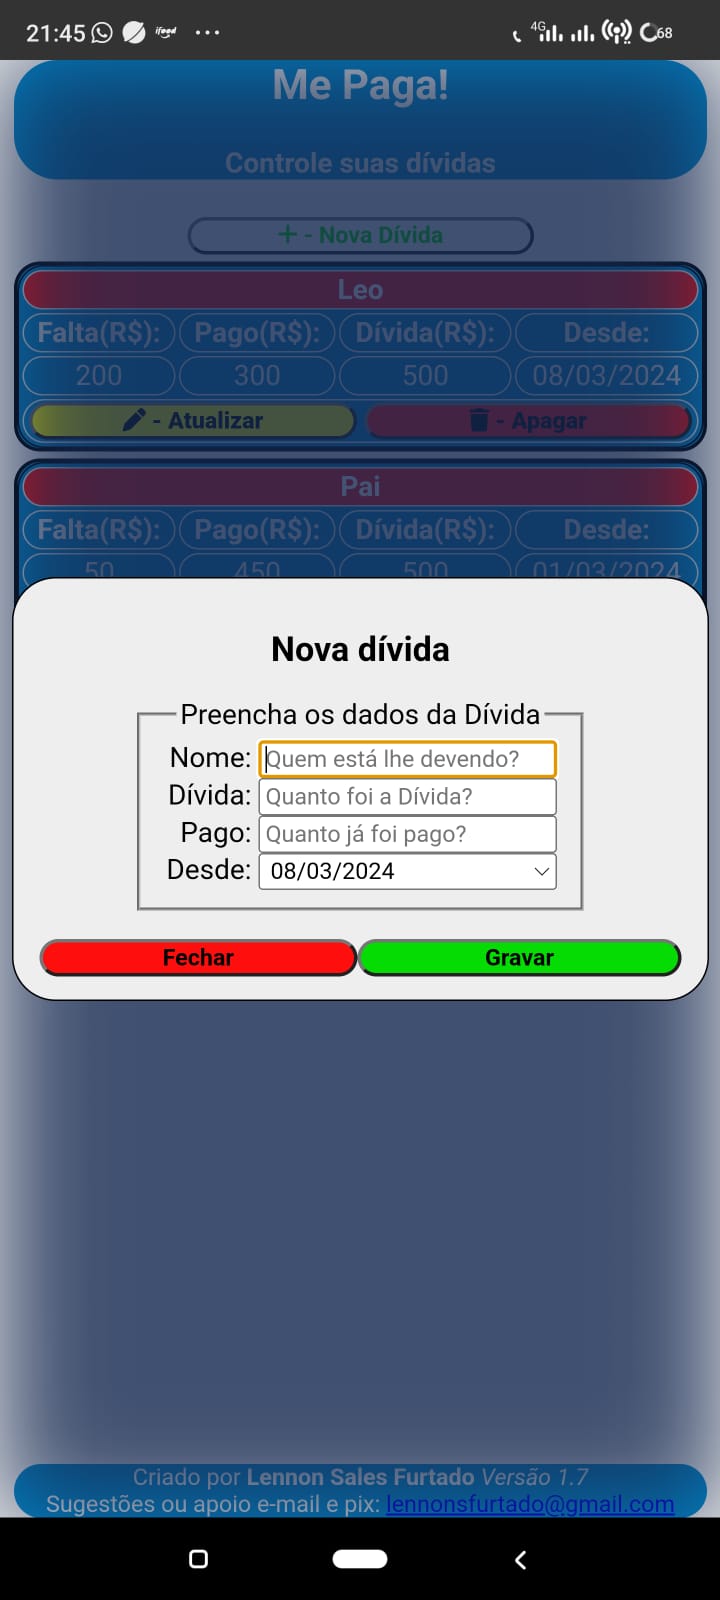 21:45 ifood ... 4G 68
Me Paga!
Controle suas dívidas
+ - Nova Dívida
Leo
Falta(R$): Pago(R$): Dívida(R$): Desde:
200 300 500 08/03/2024
- Atualizar - Apagar
Pai
Falta(R$): Pago(R$): Dívida(R$): Desde:
50 450 500 01/03/2024
Nova dívida
Preencha os dados da Dívida
Nome: Quem está lhe devendo?
Dívida: Quanto foi a Dívida?
Pago: Quanto já foi pago?
Desde: 08/03/2024
Fechar Gravar
Criado por Lennon Sales Furtado Versão 1.7
Sugestões ou apoio e-mail e pix: lennonsfurtado@gmail.com